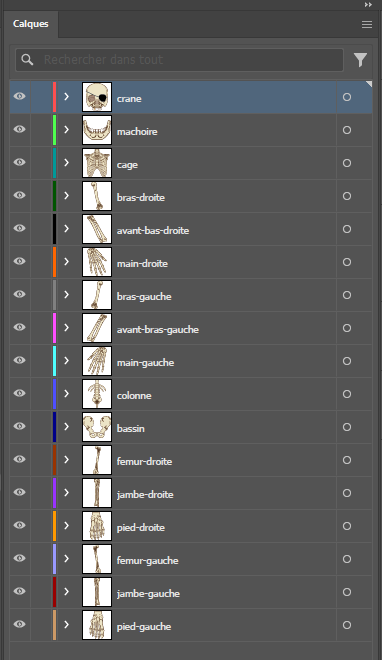 Calques
Rechercher dans tout
crane
machoire
cage
bras-droite
avant-bas-droite
main-droite
bras-gauche
avant-bras-gauche
main-gauche
colonne
bassin
femur-droite
jambe-droite
pied-droite
femur-gauche
jambe-gauche
pied-gauche